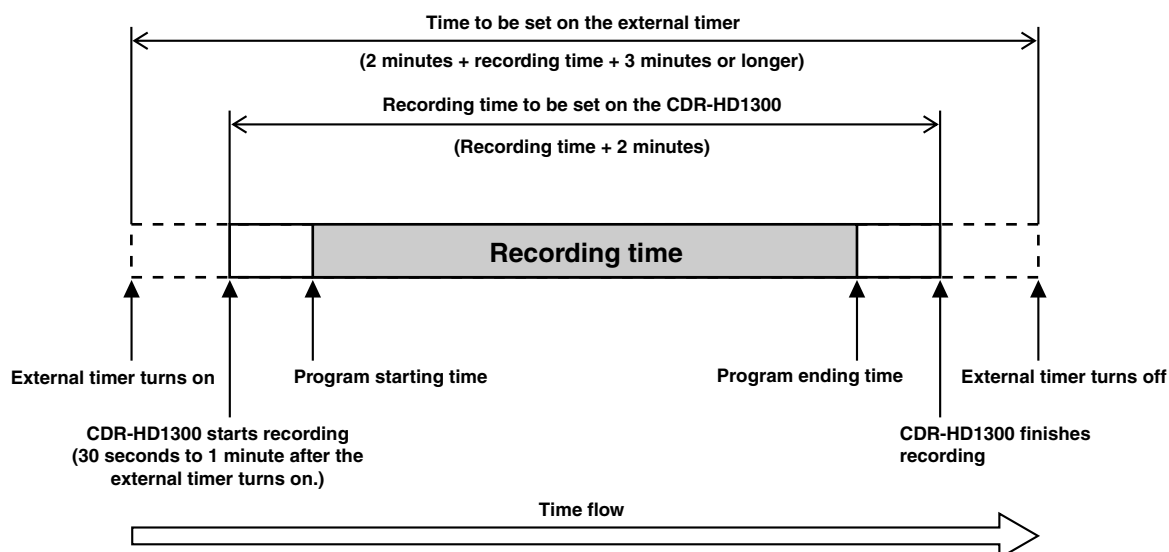 Time to be set on the external timer
(2 minutes + recording time + 3 minutes or longer)
Recording time to be set on the CDR-HD1300
(Recording time + 2 minutes)
Recording time
External timer turns on
Program starting time
Program ending time
External timer turns off
CDR-HD1300 starts recording
(30 seconds to 1 minute after the
external timer turns on.)
CDR-HD1300 finishes
recording
Time flow